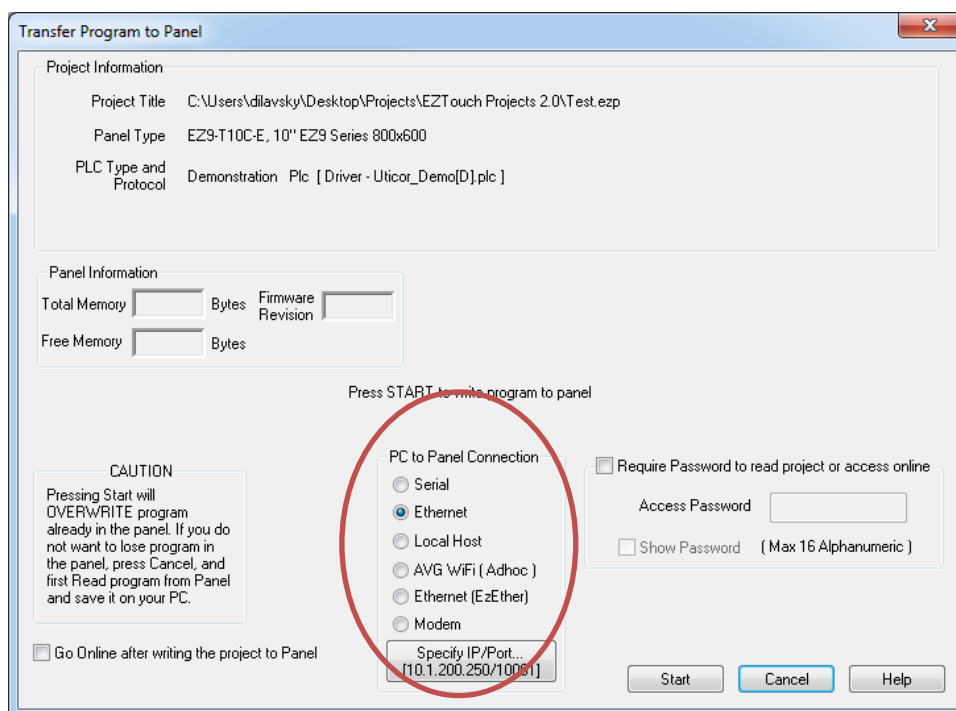 Transfer Program to Panel
Project Information
Project Title C:\Users\dilavsky\Desktop\Projects\EZTouch Projects 2.0\Test.ezp
Panel Type EZ9-T10C-E, 10" EZ9 Series 800x600
PLC Type and
Protocol
Demonstration Plc [ Driver - Uticor_Demo[D].plc ]
Panel Information
Total Memory Bytes
Firmware
Revision
Free Memory Bytes
Press START to write program to panel
CAUTION
Pressing Start will
OVERWRITE program
already in the panel. If you do
not want to lose program in
the panel, press Cancel, and
first Read program from Panel
and save it on your PC.
Go Online after writing the project to Panel
PC to Panel Connection
Serial
Ethernet
Local Host
AVG WiFi ( Adhoc )
Ethernet (EzEther)
Modem
Specify IP/Port...
[10.1.200.250/10001]
Require Password to read project or access online
Access Password
Show Password ( Max 16 Alphanumeric )
Start Cancel Help